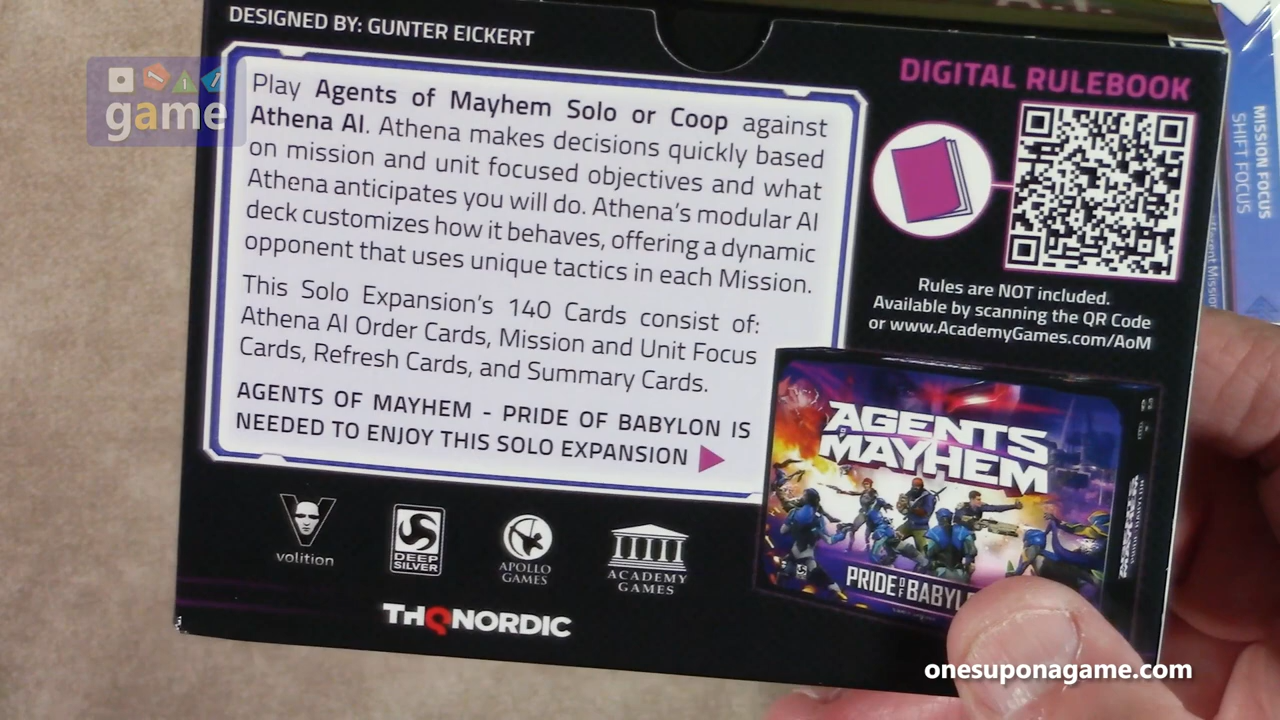 DESIGNED BY: GUNTER EICKERT
game
Play Agents of Mayhem Solo or Coop against
Athena AI. Athena makes decisions quickly based
on mission and unit focused objectives and what
Athena anticipates you will do. Athena's modular AI
deck customizes how it behaves, offering a dynamic
opponent that uses unique tactics in each Mission.
This Solo Expansion's 140 Cards consist of:
Athena AI Order Cards, Mission and Unit Focus
Cards, Refresh Cards, and Summary Cards.
AGENTS OF MAYHEM - PRIDE OF BABYLON IS
NEEDED TO ENJOY THIS SOLO EXPANSION
DIGITAL RULEBOOK
Rules are NOT included.
Available by scanning the QR Code
or www.AcademyGames.com/AoM
MISSION FOCUS
SHIFT FOCUS
AGENTS
OF
MAYHEM
PRIDE OF
volition
DEEP
SILVER
APOLLO
GAMES
ACADEMY
GAMES
THQNORDIC
onesuponagame.com